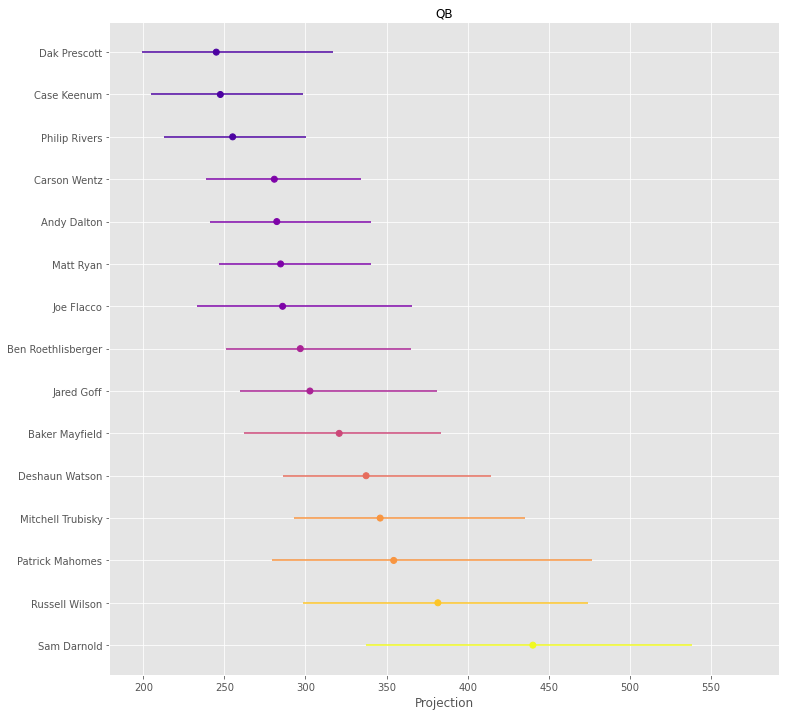 QB
Dak Prescott
Case Keenum
Philip Rivers
Carson Wentz
Andy Dalton
Matt Ryan
Joe Flacco
Ben Roethlisberger
Jared Goff
Baker Mayfield
Deshaun Watson
Mitchell Trubisky
Patrick Mahomes
Russell Wilson
Sam Darnold
200 250 300 350 400 450 500 550
Projection